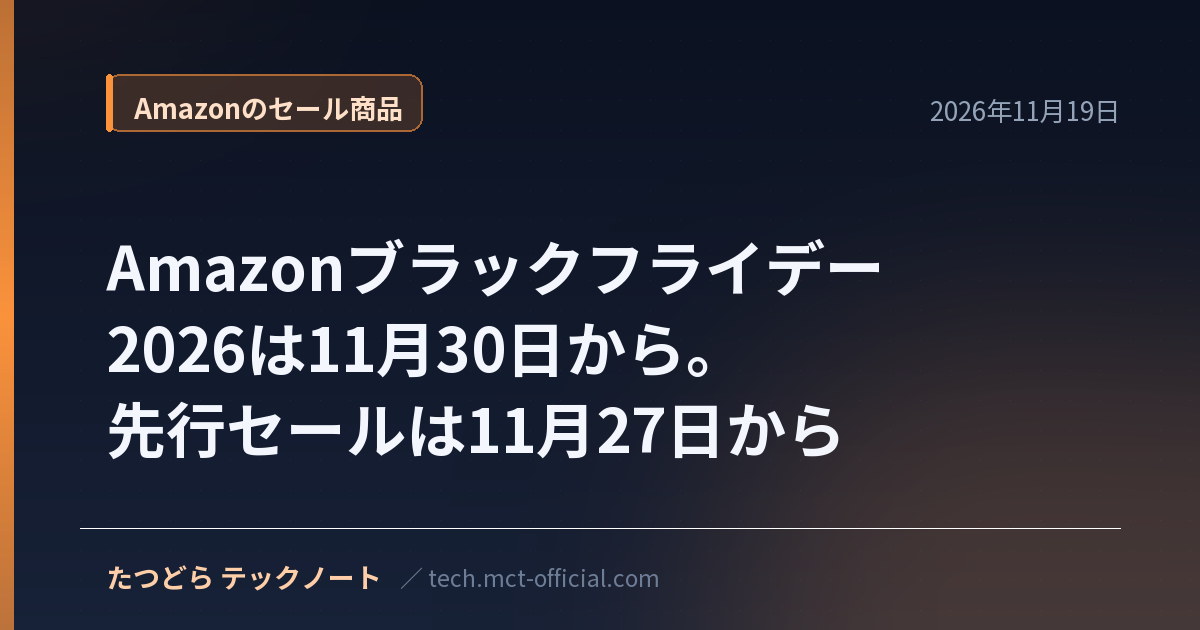 Amazonのセール商品
2026年11月19日
Amazonブラックフライデー
2026は11月30日から。
先行セールは11月27日から
たつどら テックノート ／ tech.mct-official.com